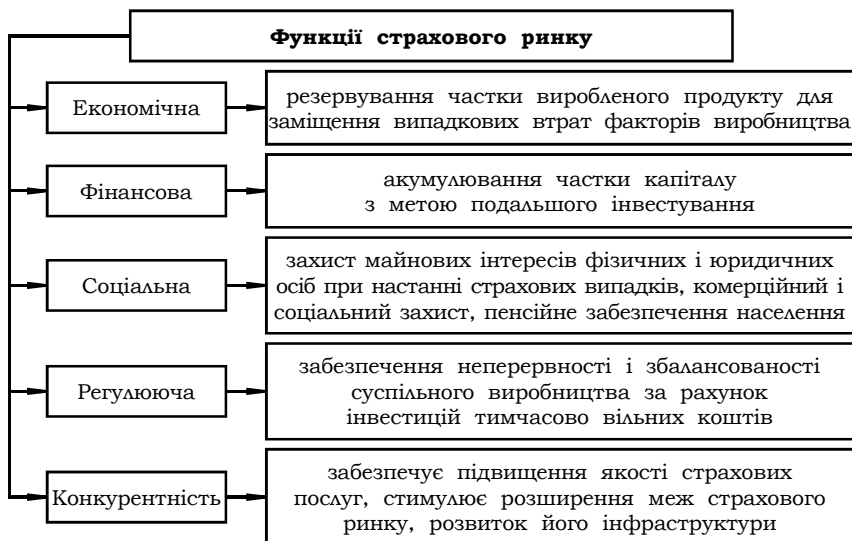 Функції страхового ринку
Економічна
резервування частки виробленого продукту для
заміщення випадкових втрат факторів виробництва
Фінансова
акумулювання частки капіталу
з метою подальшого інвестування
Соціальна
захист майнових інтересів фізичних і юридичних
осіб при настанні страхових випадків, комерційний і
соціальний захист, пенсійне забезпечення населення
Регулююча
забезпечення неперервності і збалансованості
суспільного виробництва за рахунок
інвестицій тимчасово вільних коштів
Конкурентність
забезпечує підвищення якості страхових
послуг, стимулює розширення меж страхового
ринку, розвиток його інфраструктури